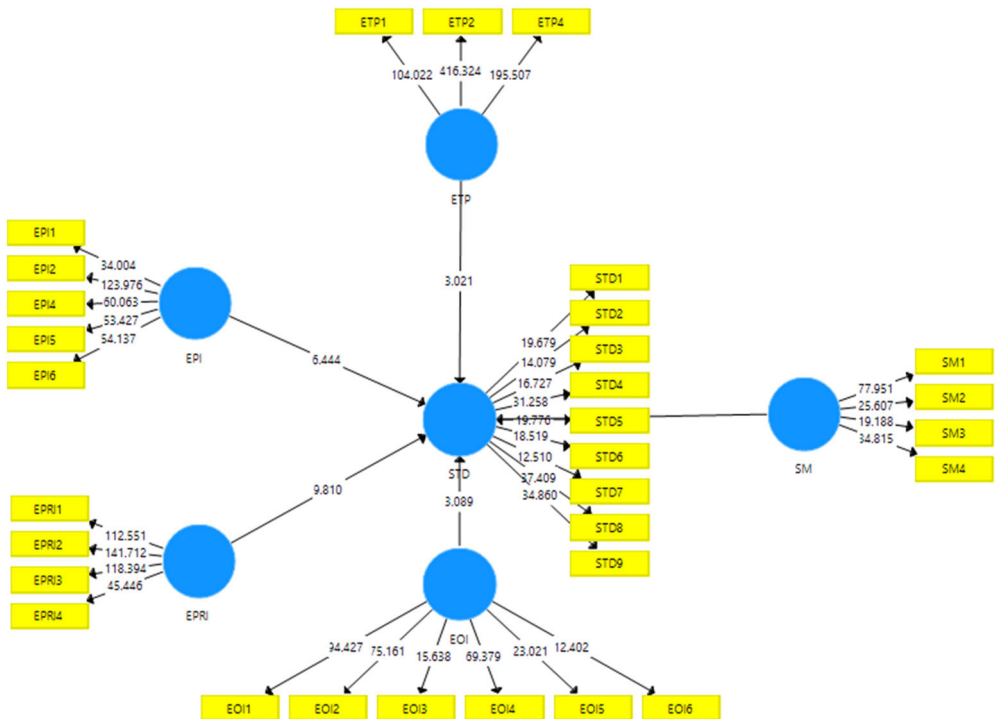 ETP1 ETP2 ETP4
104.022 416.324 195.507
ETP
3.021
EPI1
EPI2
EPI4
EPI5
EPI6
34.004
123.976
60.063
53.427
54.137
EPI
6.444
STD1
STD2
STD3
STD4
STD5
STD6
STD7
STD8
STD9
19.679
14.079
16.727
31.258
19.776
18.519
12.510
37.409
34.860
STD
SM1
SM2
SM3
SM4
77.951
25.607
19.188
34.815
SM
EPRI1
EPRI2
EPRI3
EPRI4
112.551
141.712
118.394
45.446
EPRI
9.810
3.089
EOI
75.161 15.638 69.379 23.021 12.402
EOI1 EOI2 EOI3 EOI4 EOI5 EOI6